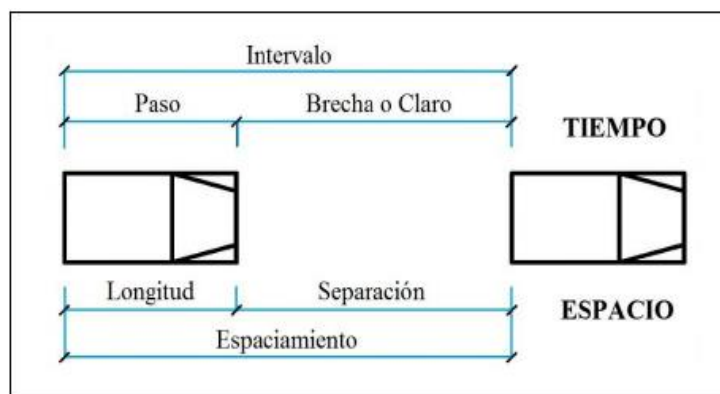 Intervalo
Paso
Brecha o Claro
TIEMPO
Longitud
Separación
ESPACIO
Espaciamiento